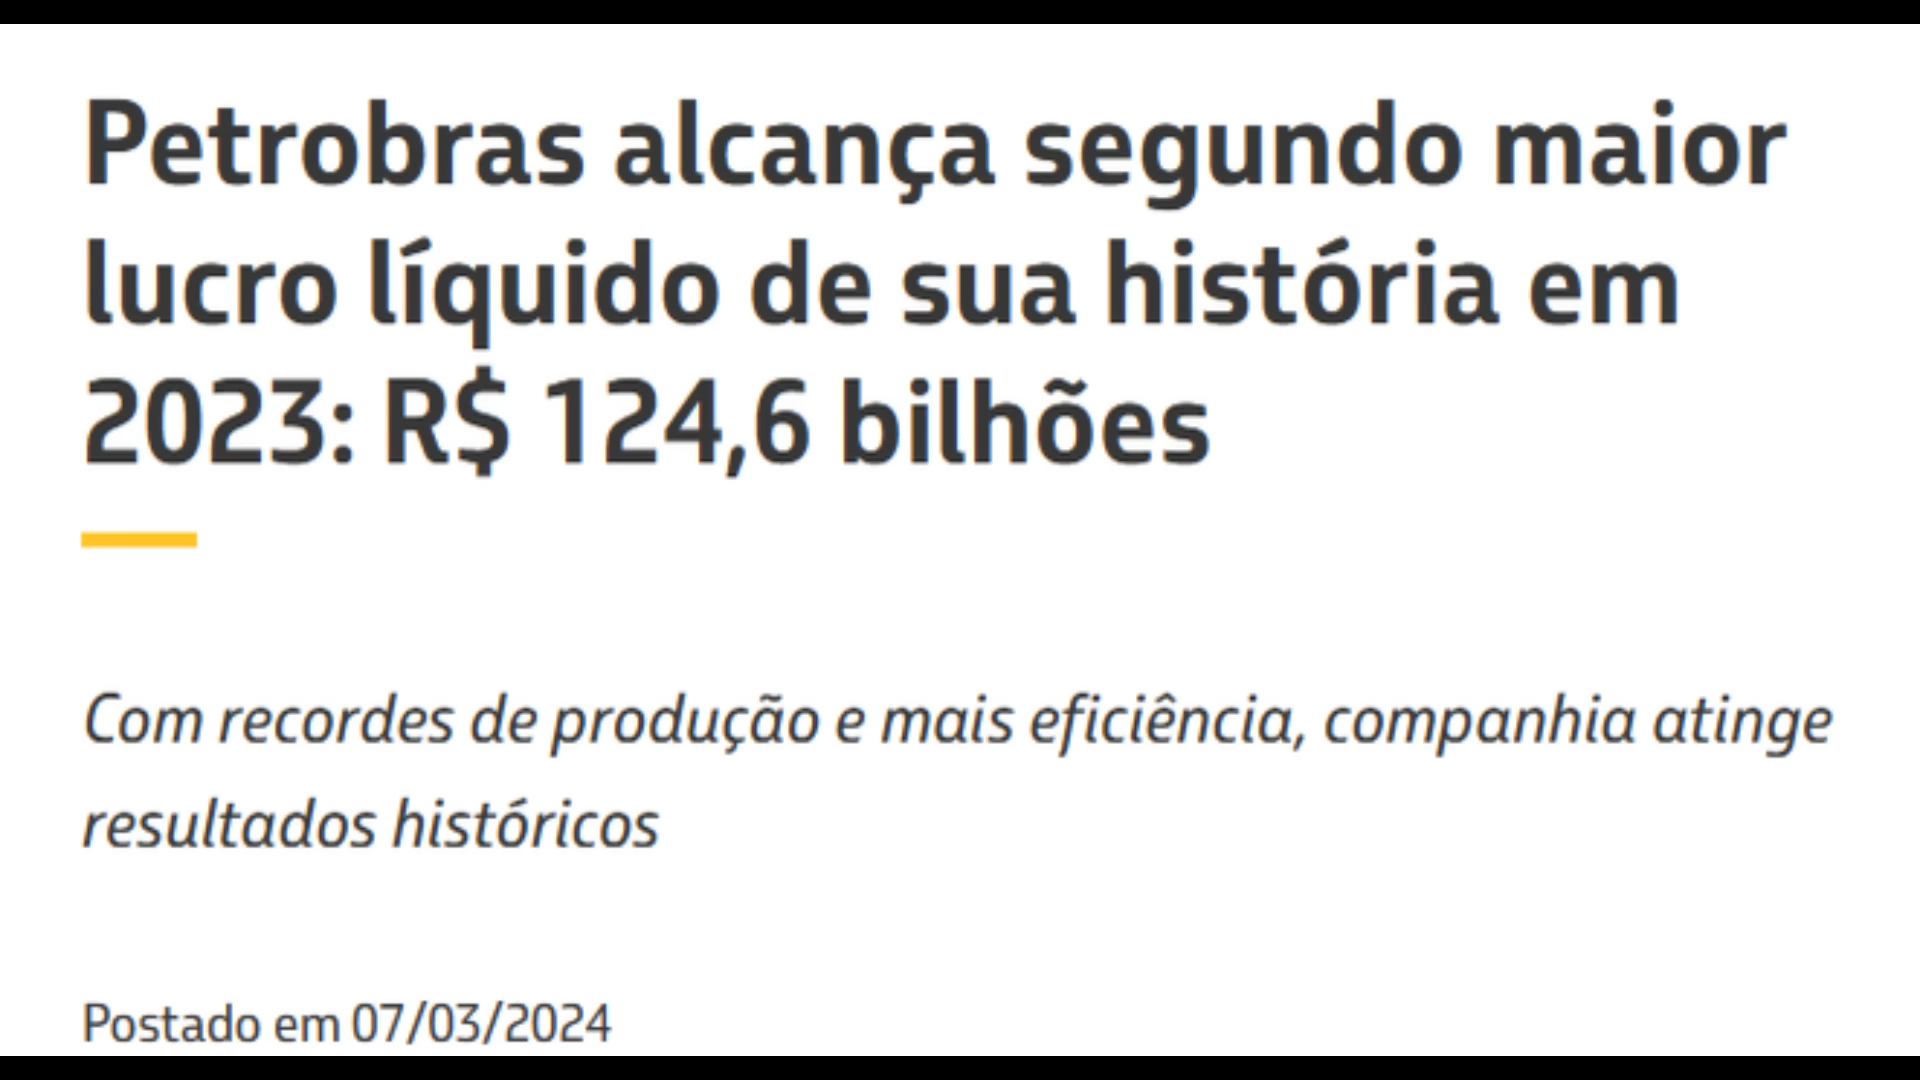 Petrobras alcança segundo maior
lucro líquido de sua história em
2023: R$ 124,6 bilhões
Com recordes de produção e mais eficiência, companhia atinge
resultados históricos
Postado em 07/03/2024